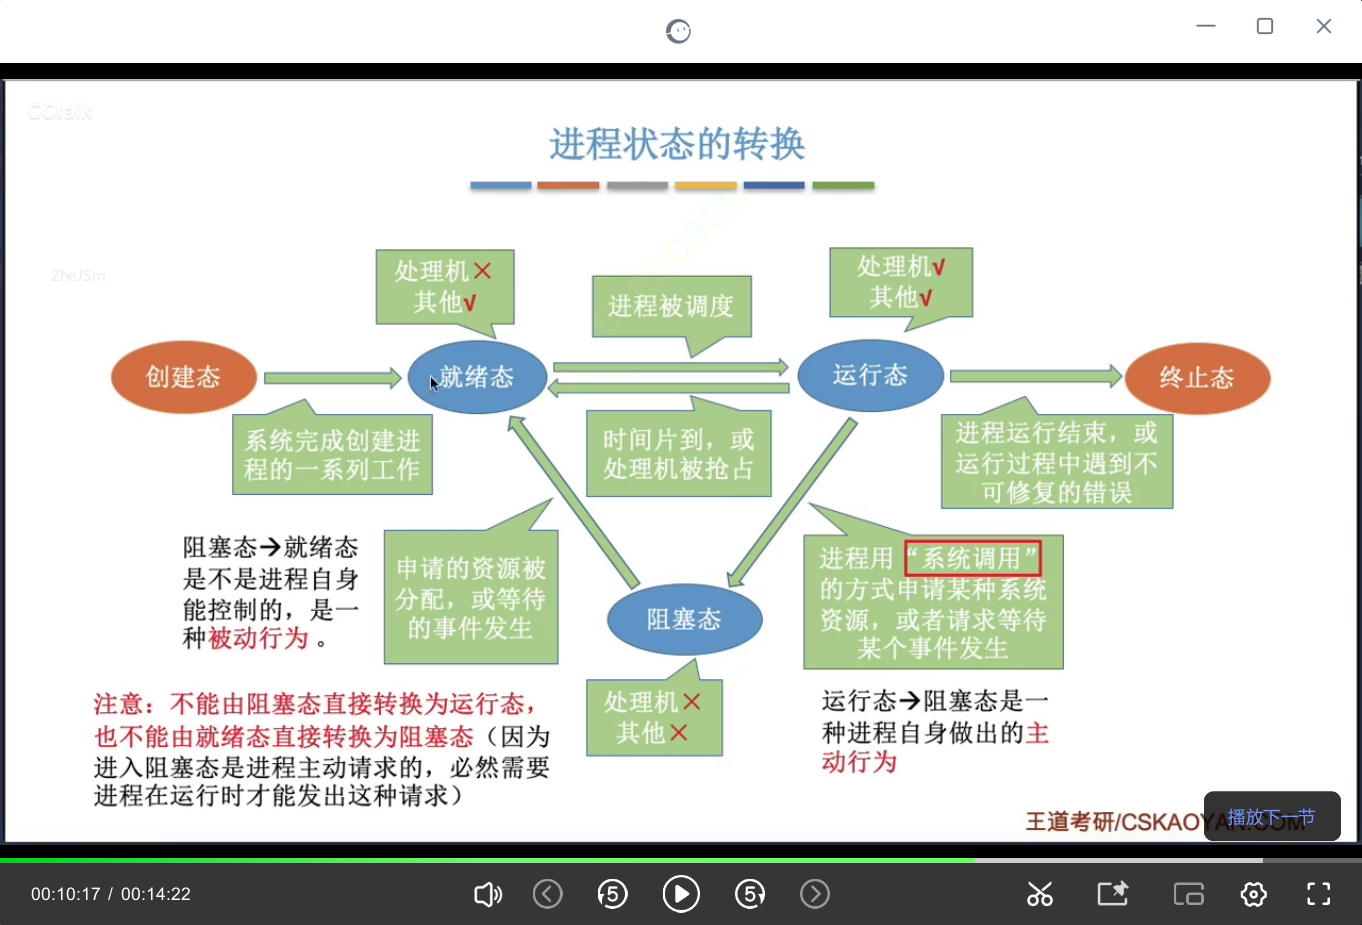 CCtalk
进程状态的转换
ZheJSm
处理机×
其他√
进程被调度
处理机√
其他√
创建态
就绪态
运行态
终止态
系统完成创建进
程的一系列工作
时间片到，或
处理机被抢占
进程运行结束，或
运行过程中遇到不
可修复的错误
阻塞态→就绪态
是不是进程自身
能控制的，是一
种被动行为 。
申请的资源被
分配，或等待
的事件发生
进程用“系统调用”
的方式申请某种系统
资源，或者请求等待
某个事件发生
阻塞态
处理机×
其他×
注意：不能由阻塞态直接转换为运行态，
也不能由就绪态直接转换为阻塞态（因为
进入阻塞态是进程主动请求的，必然需要
进程在运行时才能发出这种请求）
运行态→阻塞态是一
种进程自身做出的主
动行为
王道考研/CSKAOYAN.COM
播放下一节
00:10:17 / 00:14:22
5
5